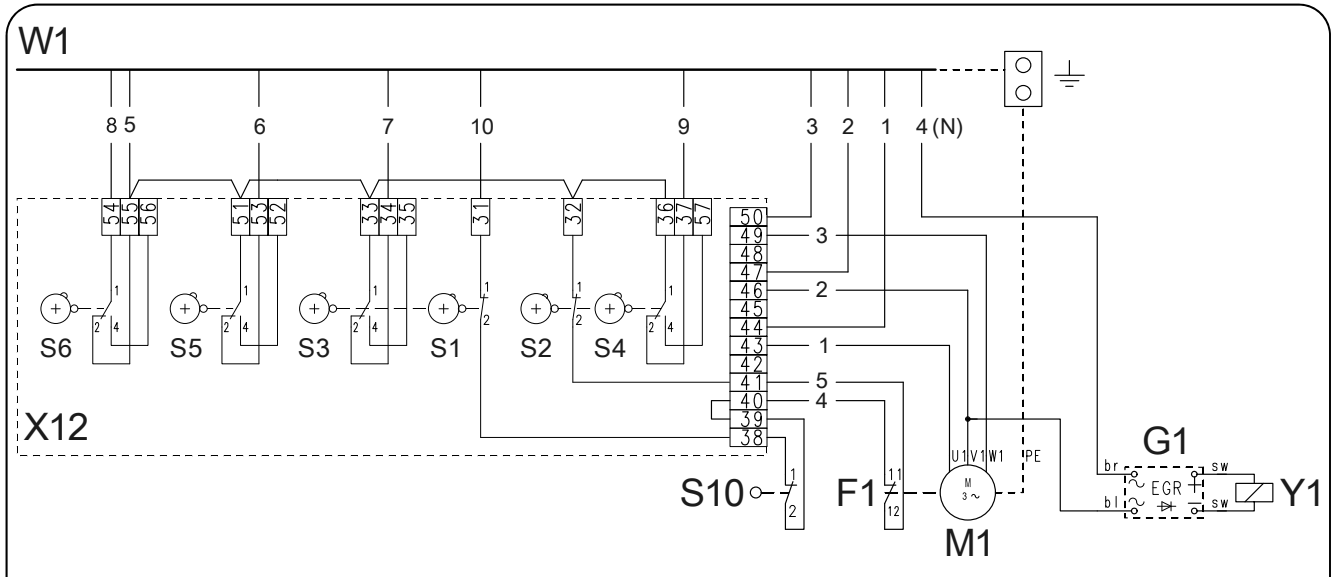 W1
8 5 6 7 10 9 3 2 1 4 (N)
54 55 56 51 53 52 33 34 35 31 32 36 37 57
50
49 3
48
47
46 2
45
44
43 1
42
41 5
40 4
39
38
1 1 1 1 1 1
2 4 2 4 2 4 2 2 2 4
S6 S5 S3 S1 S2 S4
X12
U1 V1 W1 PE
S10 1 2
F1 11 12
M 3 ~
M1
G1
br sw
~ EGR +
~ −
bl sw
Y1